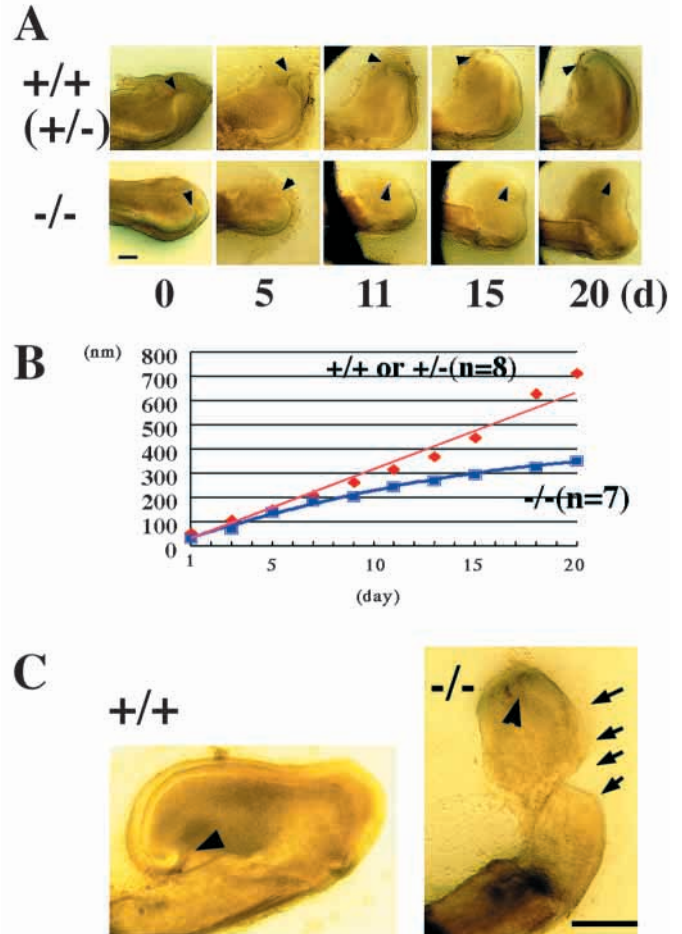 A
+/+
(+/-)
-/-
0 5 11 15 20 (d)
B
(nm)
800
700
600
500
400
300
200
100
0
+/+ or +/-(n=8)
-/-(n=7)
1 5 10 15 20
(day)
C
+/+
-/-